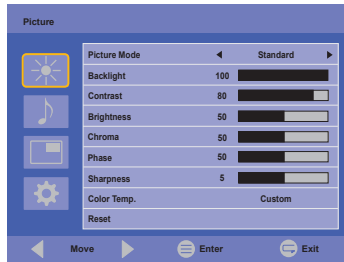 Picture
Picture Mode Standard
Backlight 100
Contrast 80
Brightness 50
Chroma 50
Phase 50
Sharpness 5
Color Temp. Custom
Reset
Move Enter Exit